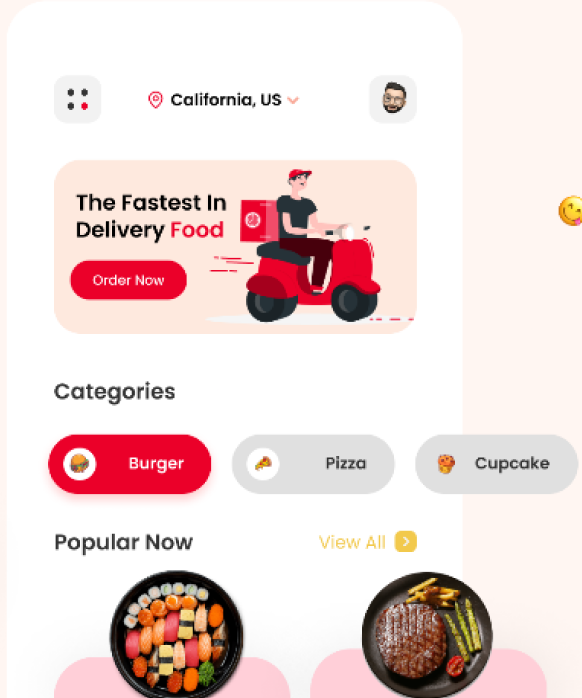 California, US
The Fastest In
Delivery Food
Order Now
Categories
Burger
Pizza
Cupcake
Popular Now
View All